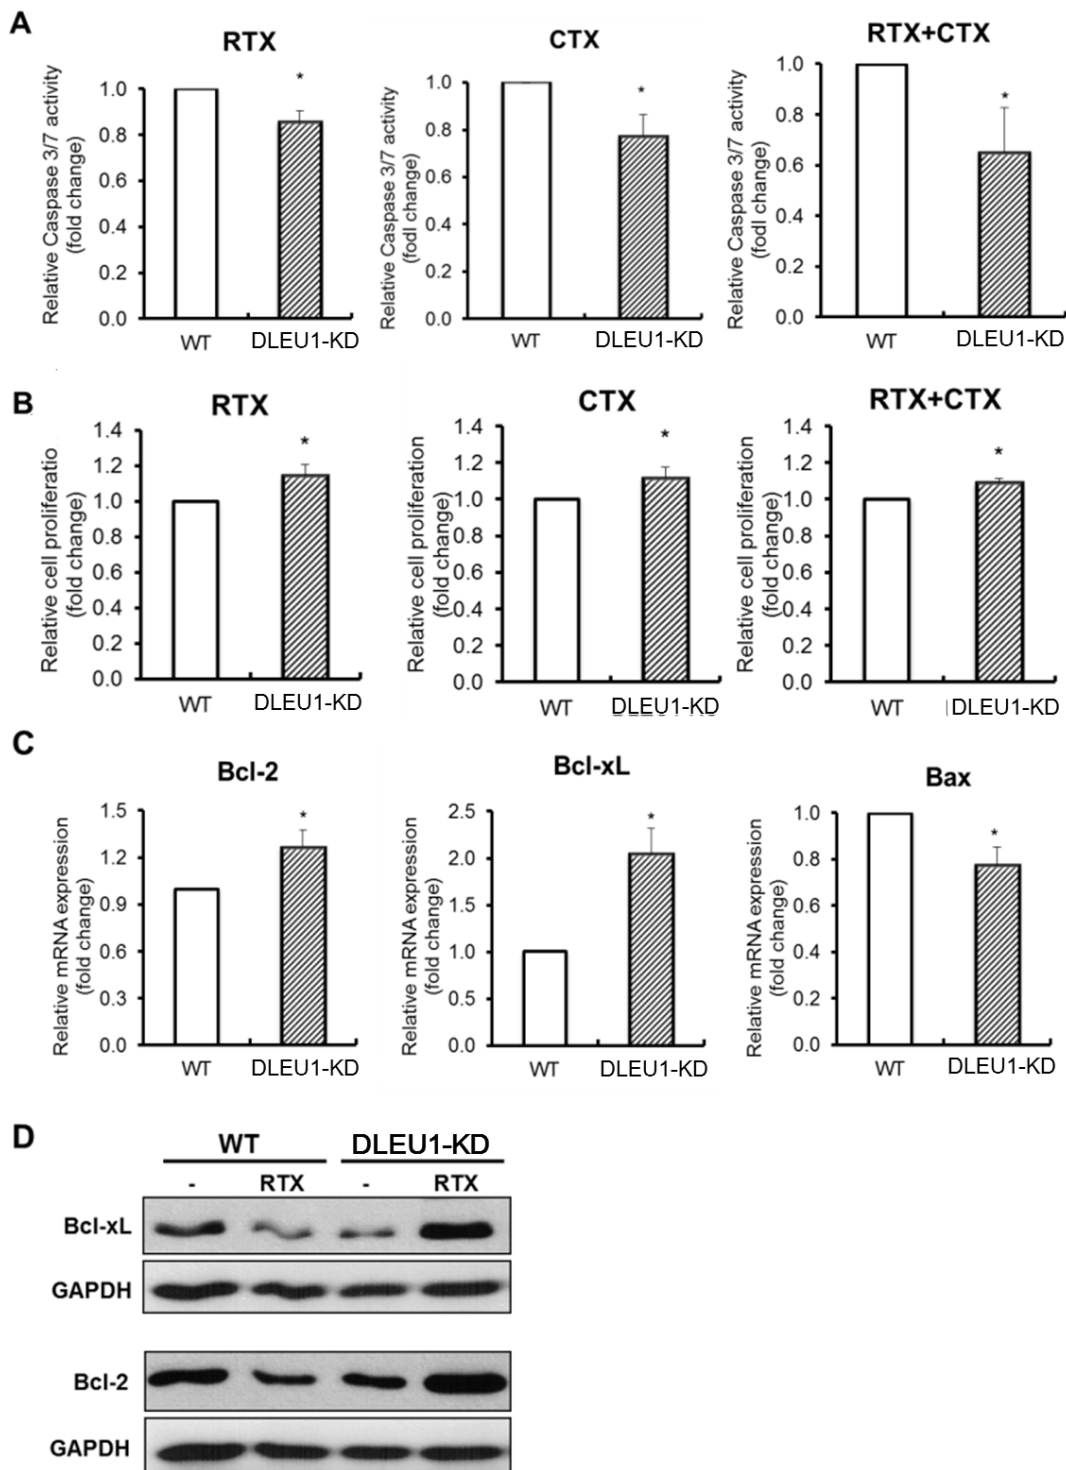 A
RTX
CTX
RTX+CTX
Relative Caspase 3/7 activity
(fold change)
1.0
0.8
0.6
0.4
0.2
0.0
WT
DLEU1-KD
*
Relative Caspase 3/7 activity
(fodl change)
1.0
0.8
0.6
0.4
0.2
0.0
WT
DLEU1-KD
*
Relative Caspase 3/7 activity
(fodl change)
1.0
0.8
0.6
0.4
0.2
0.0
WT
DLEU1-KD
*
B
RTX
CTX
RTX+CTX
Relative cell proliferatio
(fold change)
1.4
1.2
1.0
0.8
0.6
0.4
0.2
0.0
WT
DLEU1-KD
*
Relative cell proliferation
(fold change)
1.4
1.2
1.0
0.8
0.6
0.4
0.2
0.0
WT
DLEU1-KD
*
Relative cell proliferation
(fold change)
1.4
1.2
1.0
0.8
0.6
0.4
0.2
0.0
WT
DLEU1-KD
*
C
Bcl-2
Bcl-xL
Bax
Relative mRNA expression
(fold change)
1.5
1.2
0.9
0.6
0.3
0.0
WT
DLEU1-KD
*
Relative mRNA expression
(fold change)
2.5
2.0
1.5
1.0
0.5
0.0
WT
DLEU1-KD
*
Relative mRNA expression
(fold change)
1.0
0.8
0.6
0.4
0.2
0.0
WT
DLEU1-KD
*
D
WT DLEU1-KD
- RTX - RTX
Bcl-xL
GAPDH
Bcl-2
GAPDH